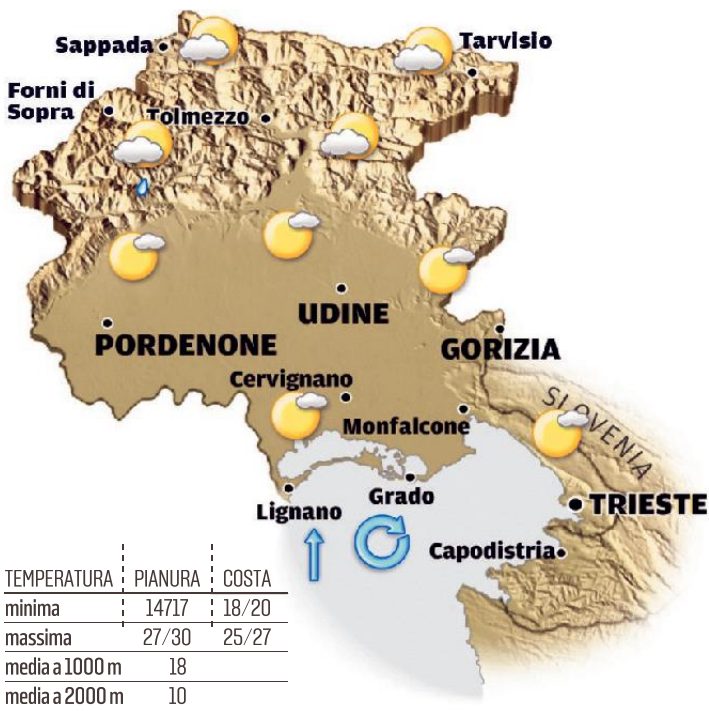 Sappada
Tarvisio
Forni di
Sopra
Tolmezzo
UDINE
PORDENONE
GORIZIA
Cervignano
SLOVENIA
Monfalcone
Grado
Lignano
TRIESTE
Capodistria
TEMPERATURA PIANURA COSTA
minima 14717 18/20
massima 27/30 25/27
media a 1000 m 18
media a 2000 m 10